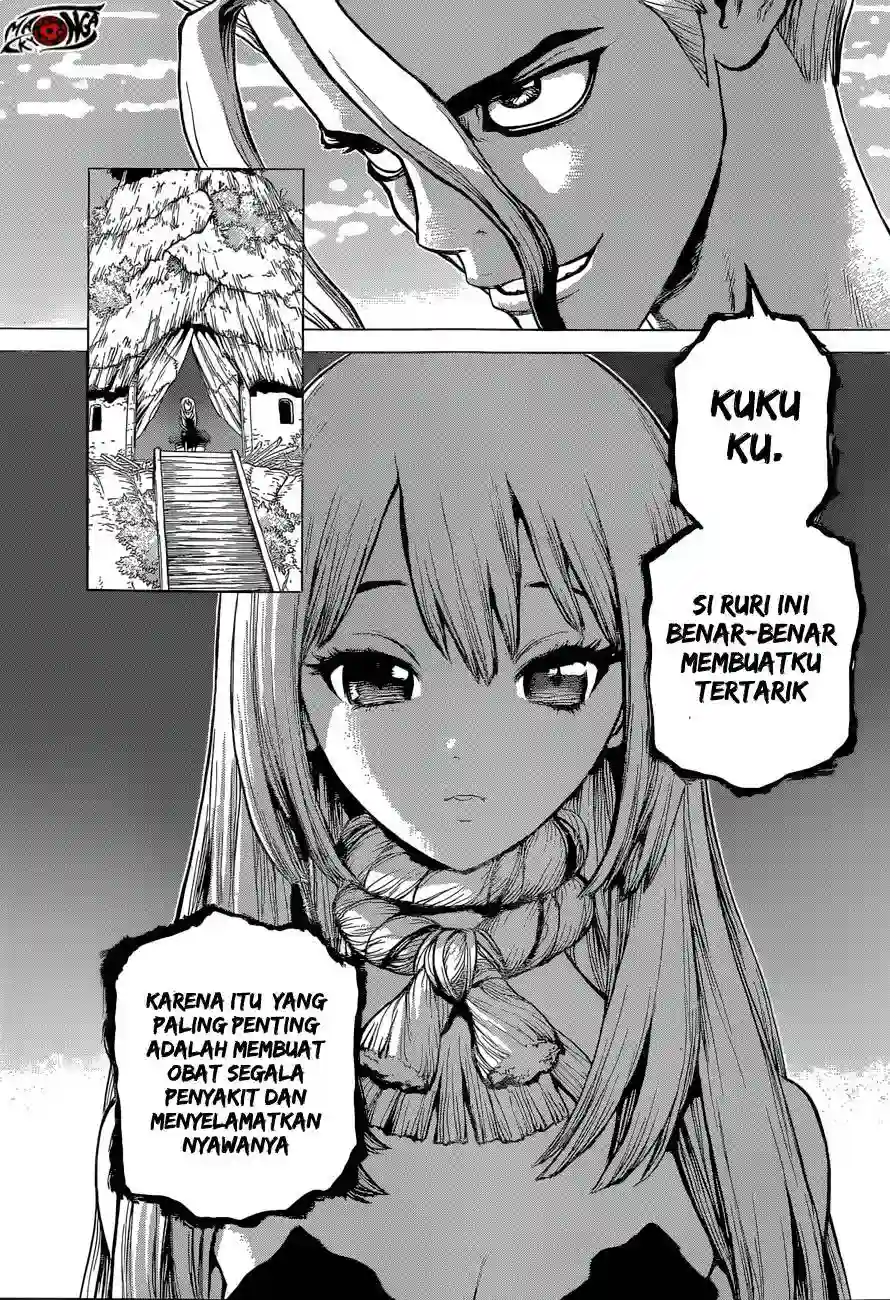 MANGA
KUKU
KU.
SI RURI INI
BENAR-BENAR
MEMBUATKU
TERTARIK
KARENA ITU YANG
PALING PENTING
ADALAH MEMBUAT
OBAT SEGALA
PENYAKIT DAN
MENYELAMATKAN
NYAWANYA